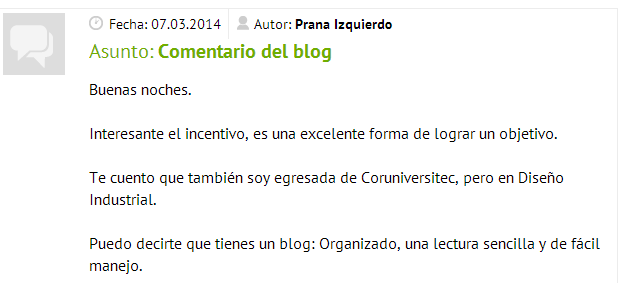 Fecha: 07.03.2014 Autor: Prana Izquierdo
Asunto: Comentario del blog
Buenas noches.
Interesante el incentivo, es una excelente forma de lograr un objetivo.
Te cuento que también soy egresada de Coruniversitec, pero en Diseño
Industrial.
Puedo decirte que tienes un blog: Organizado, una lectura sencilla y de fácil
manejo.